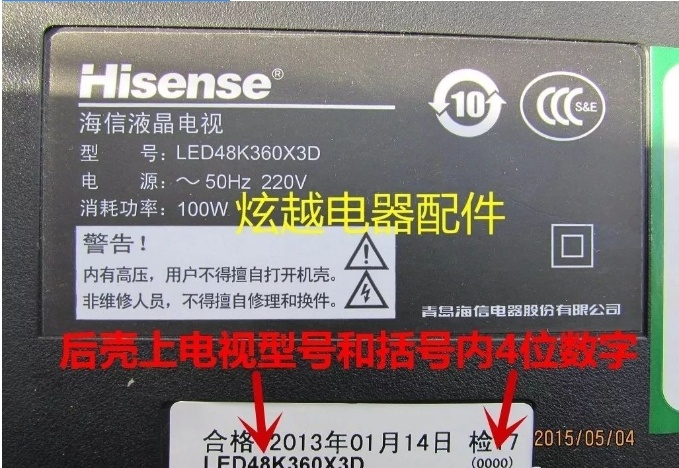 Hisense®
海信液晶电视
型 号：LED48K360X3D
电 源：～50Hz 220V
消耗功率：100W
10
CCC S&E
炫越电器配件
警告！
内有高压，用户不得擅自打开机壳。
非维修人员，不得擅自修理和换件。
青岛海信电器股份有限公司
后壳上电视型号和括号内4位数字
合格 2013年01月14日 检 7
2015/05/04
LED48K360X3D (0000)